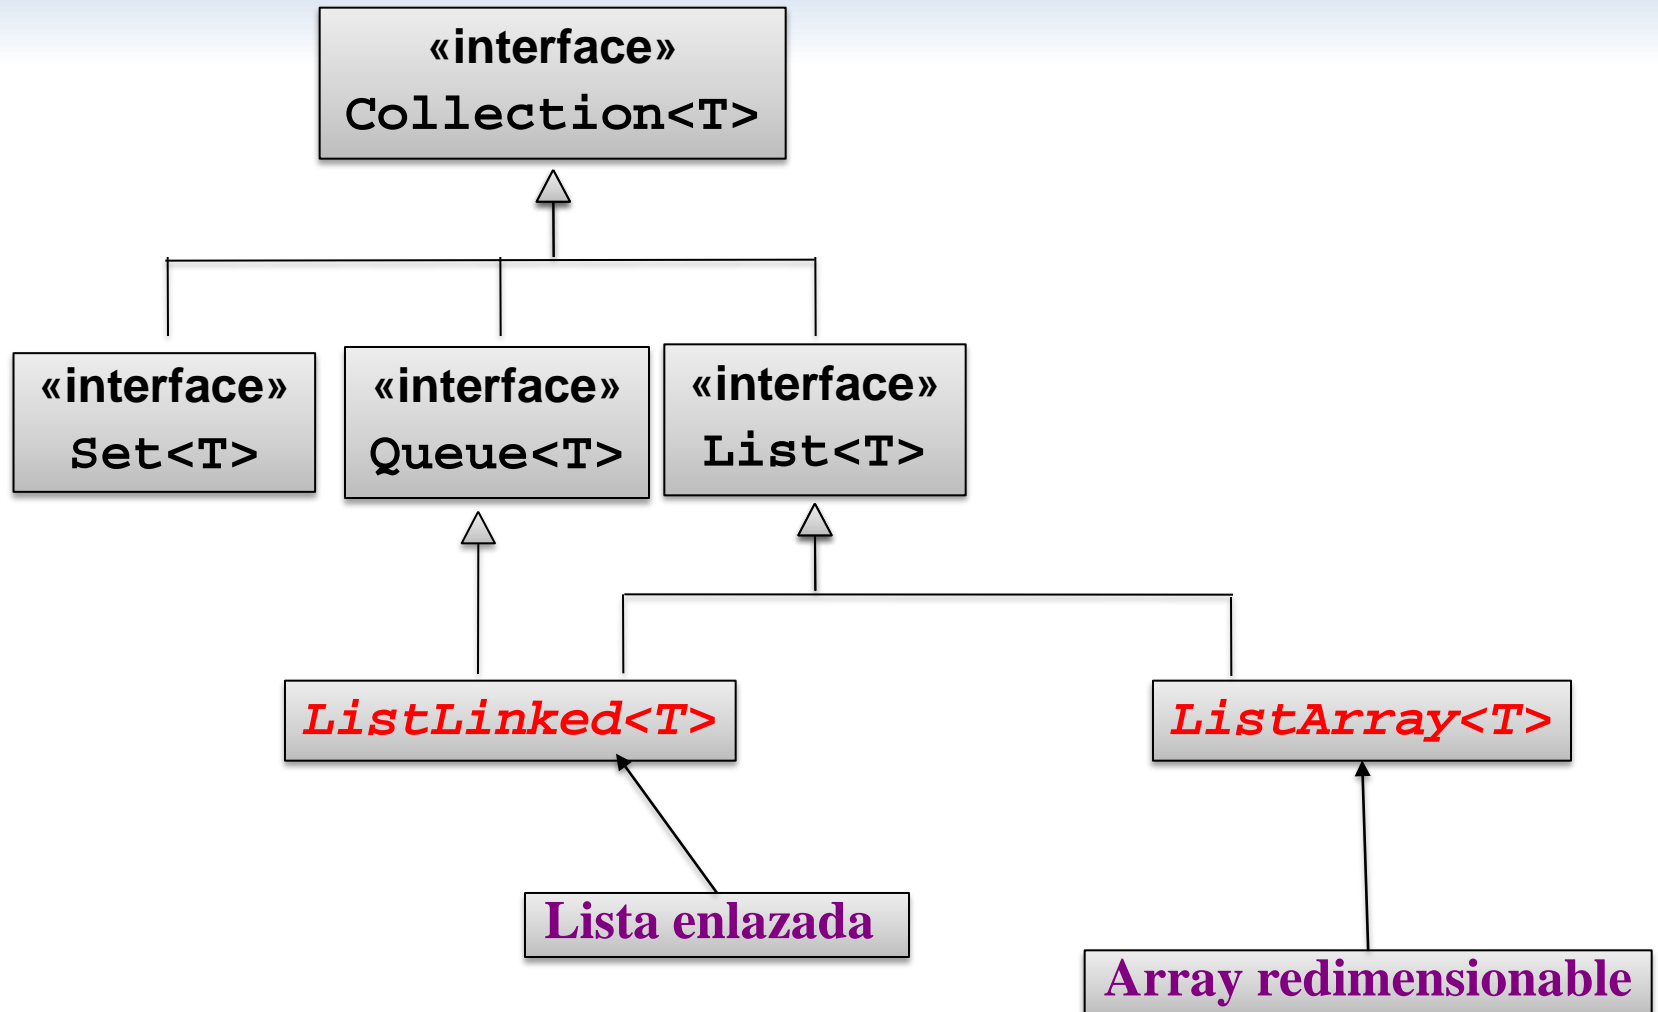 «interface»
Collection<T>
«interface»
Set<T>
«interface»
Queue<T>
«interface»
List<T>
ListLinked<T>
ListArray<T>
Lista enlazada
Array redimensionable